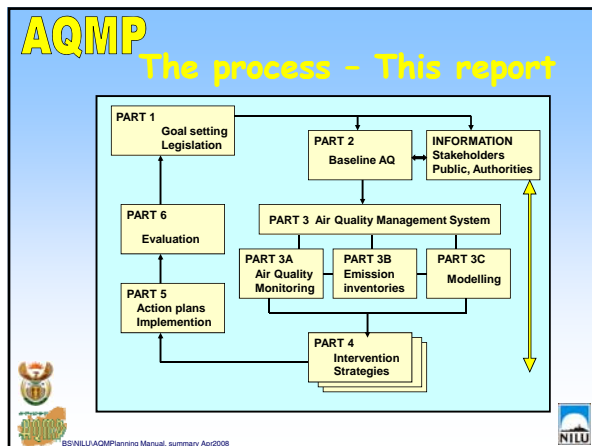 AQMP
The process – This report
PART 1
Goal setting
Legislation
PART 2
Baseline AQ
INFORMATION
Stakeholders
Public, Authorities
PART 3 Air Quality Management System
PART 6
Evaluation
PART 3A
Air Quality
Monitoring
PART 3B
Emission
inventories
PART 3C
Modelling
PART 5
Action plans
Implemention
PART 4
Intervention
Strategies
AQMP
BS\NILU\AQMPlanning Manual, summary Apr2008
NILU